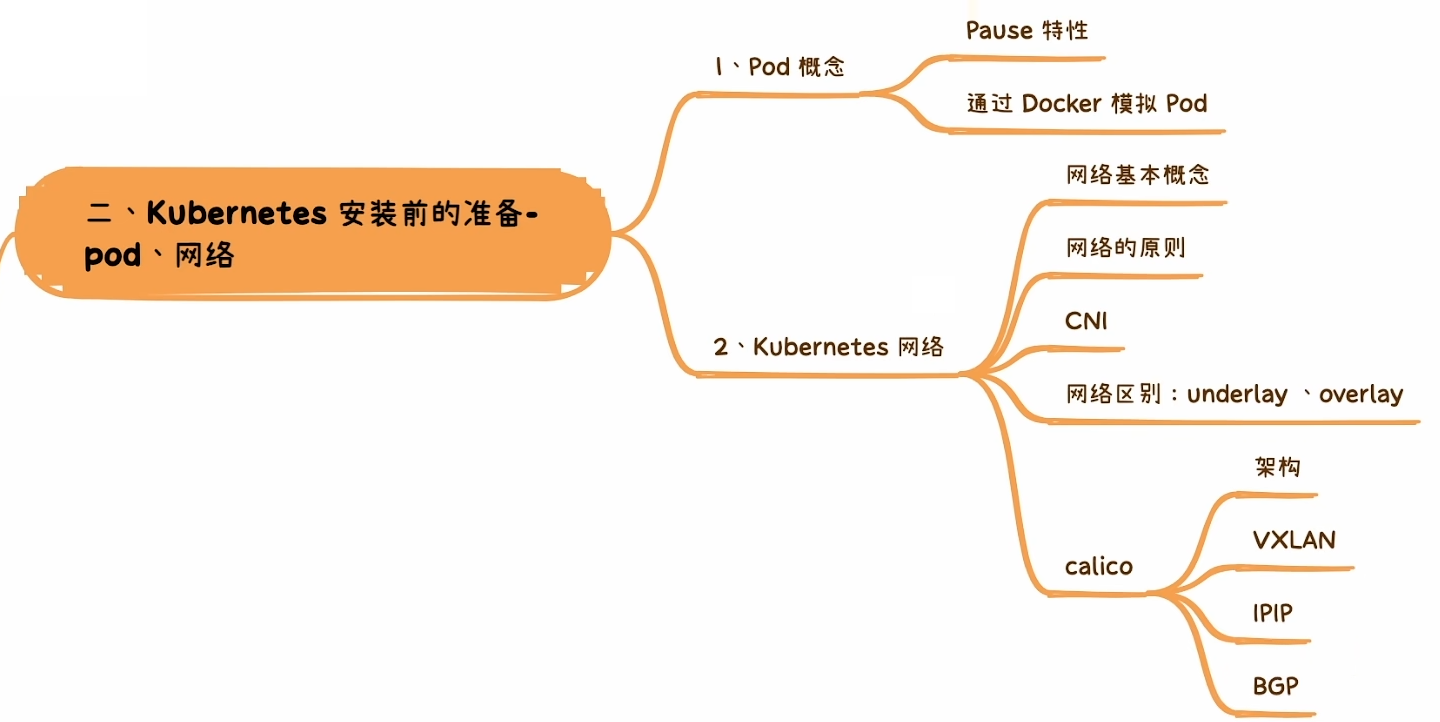 二、Kubernetes 安装前的准备-
pod、网络
1、Pod 概念
Pause 特性
通过 Docker 模拟 Pod
2、Kubernetes 网络
网络基本概念
网络的原则
CNI
网络区别：underlay 、overlay
calico
架构
VXLAN
IPIP
BGP